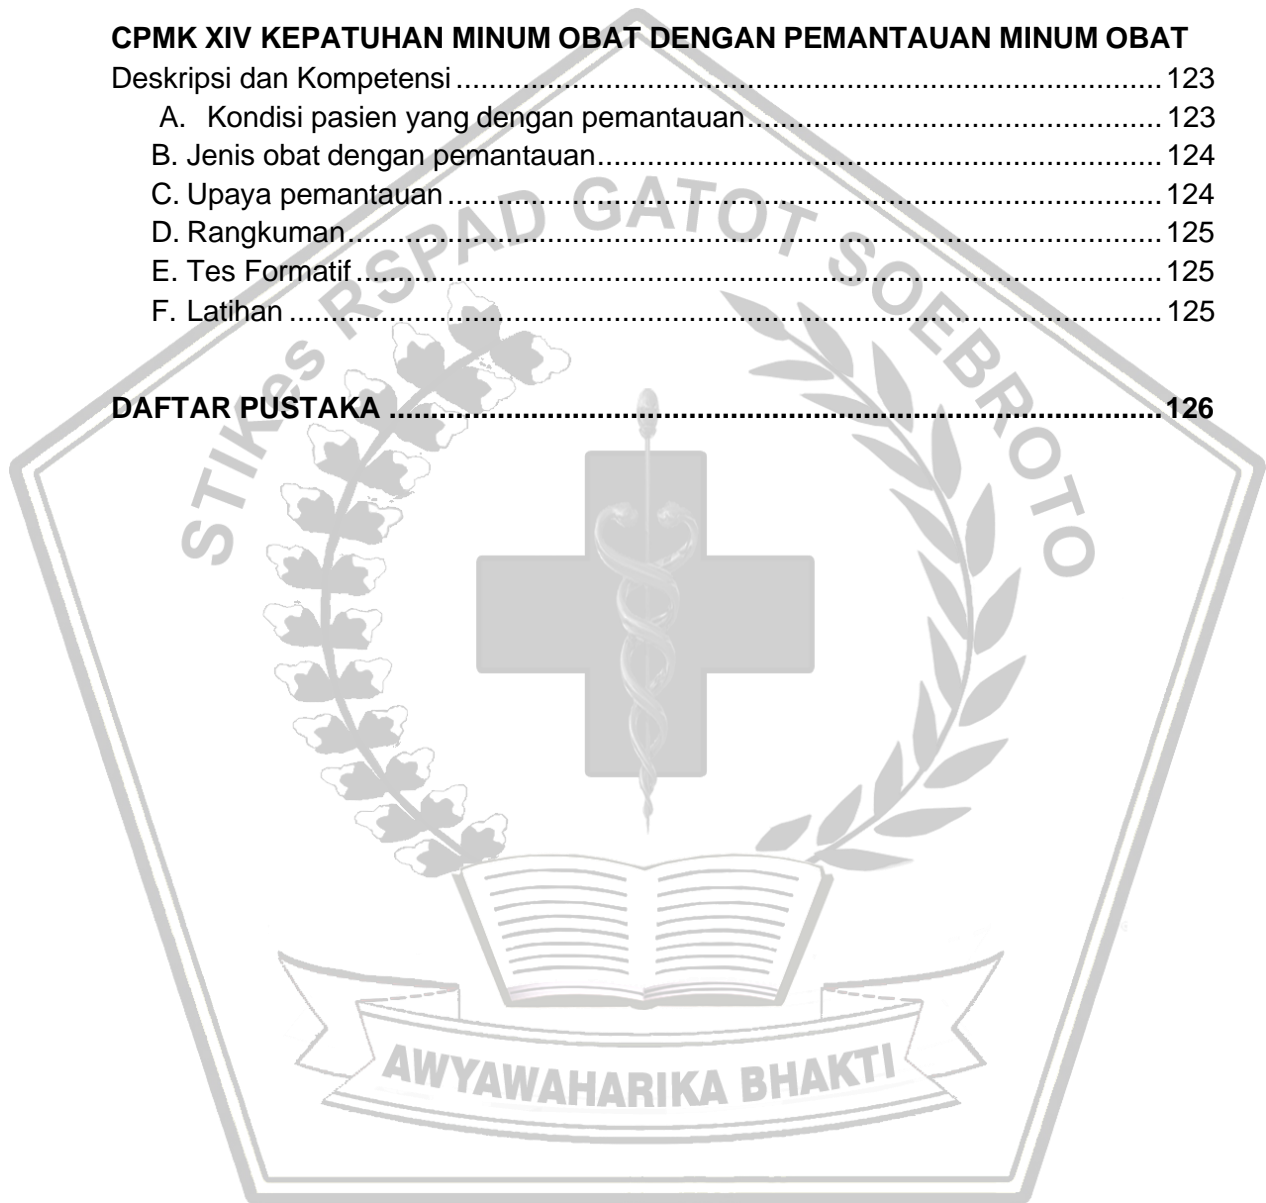 CPMK XIV KEPATUHAN MINUM OBAT DENGAN PEMANTAUAN MINUM OBAT
Deskripsi dan Kompetensi ........................................................................................ 123
A. Kondisi pasien yang dengan pemantauan .................................................... 123
B. Jenis obat dengan pemantauan ....................................................................... 124
C. Upaya pemantauan ......................................................................................... 124
D. Rangkuman ...................................................................................................... 125
E. Tes Formatif ..................................................................................................... 125
F. Latihan ............................................................................................................. 125
DAFTAR PUSTAKA ................................................................................................ 126
STIKes RSPAD GATOT SOEBROTO
AWYAWAHARIKA BHAKTI